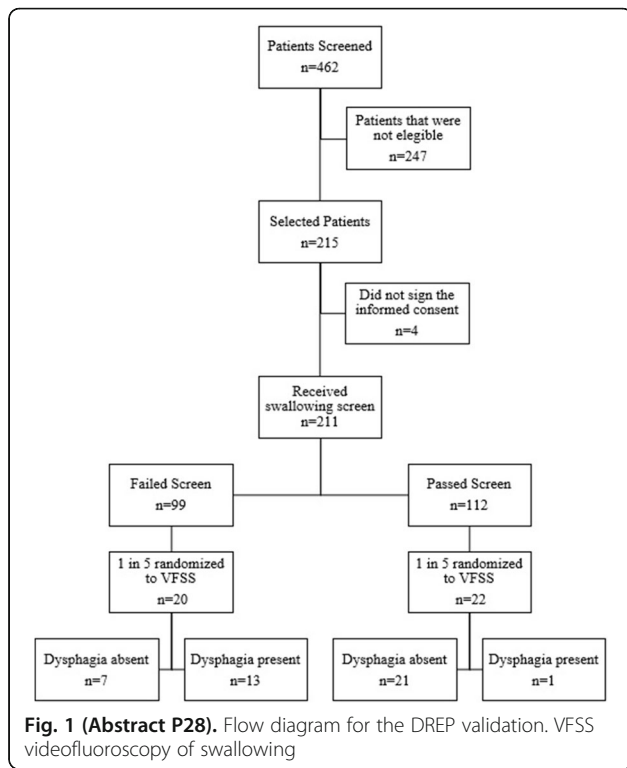 Patients Screened
n=462
Patients that were
not elegible
n=247
Selected Patients
n=215
Did not sign the
informed consent
n=4
Received
swallowing screen
n=211
Failed Screen
n=99
Passed Screen
n=112
1 in 5 randomized
to VFSS
n=20
1 in 5 randomized
to VFSS
n=22
Dysphagia absent
n=7
Dysphagia present
n=13
Dysphagia absent
n=21
Dysphagia present
n=1
Fig. 1 (Abstract P28). Flow diagram for the DREP validation. VFSS
videofluoroscopy of swallowing